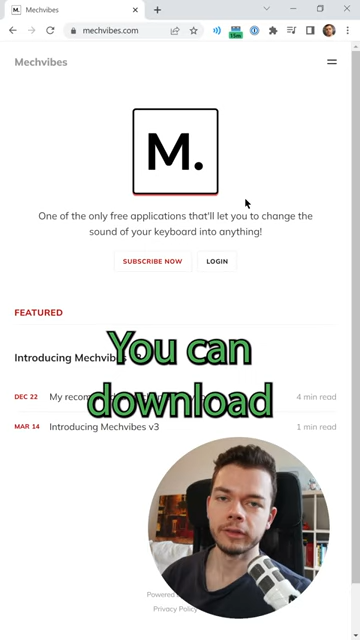 M. Mechvibes
mechvibes.com
15m
Mechvibes
M.
One of the only free applications that'll let you to change the
sound of your keyboard into anything!
SUBSCRIBE NOW LOGIN
FEATURED
Introducing Mechvibes
You can
download
DEC 22 My recom 4 min read
MAR 14 Introducing Mechvibes v3 1 min read
Powered
Privacy Policy